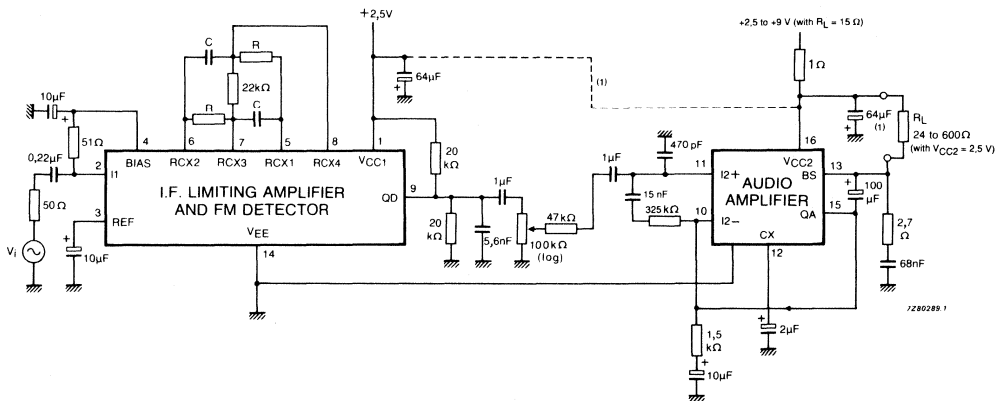 +2,5V
+2,5 to +9 V (with RL = 15 Ω)
1Ω
C
R
22kΩ
R
C
64µF
(1)
64µF
(1)
RL
24 to 600Ω
(with VCC2 = 2,5 V)
10µF
51Ω
4
6
7
5
8
1
BIAS
RCX2
RCX3
RCX1
RCX4
VCC1
0,22µF
2
I1
50Ω
3
REF
Vi
10µF
I.F. LIMITING AMPLIFIER
AND FM DETECTOR
VEE
14
9
QD
20
kΩ
20
kΩ
5,6nF
1µF
100kΩ
(log)
47kΩ
1µF
470 pF
15 nF
325kΩ
11
10
16
I2+
VCC2
13
BS
AUDIO
AMPLIFIER
I2−
QA
15
CX
12
100
µF
2,7
Ω
68nF
2µF
1,5
kΩ
10µF
7Z80289.1